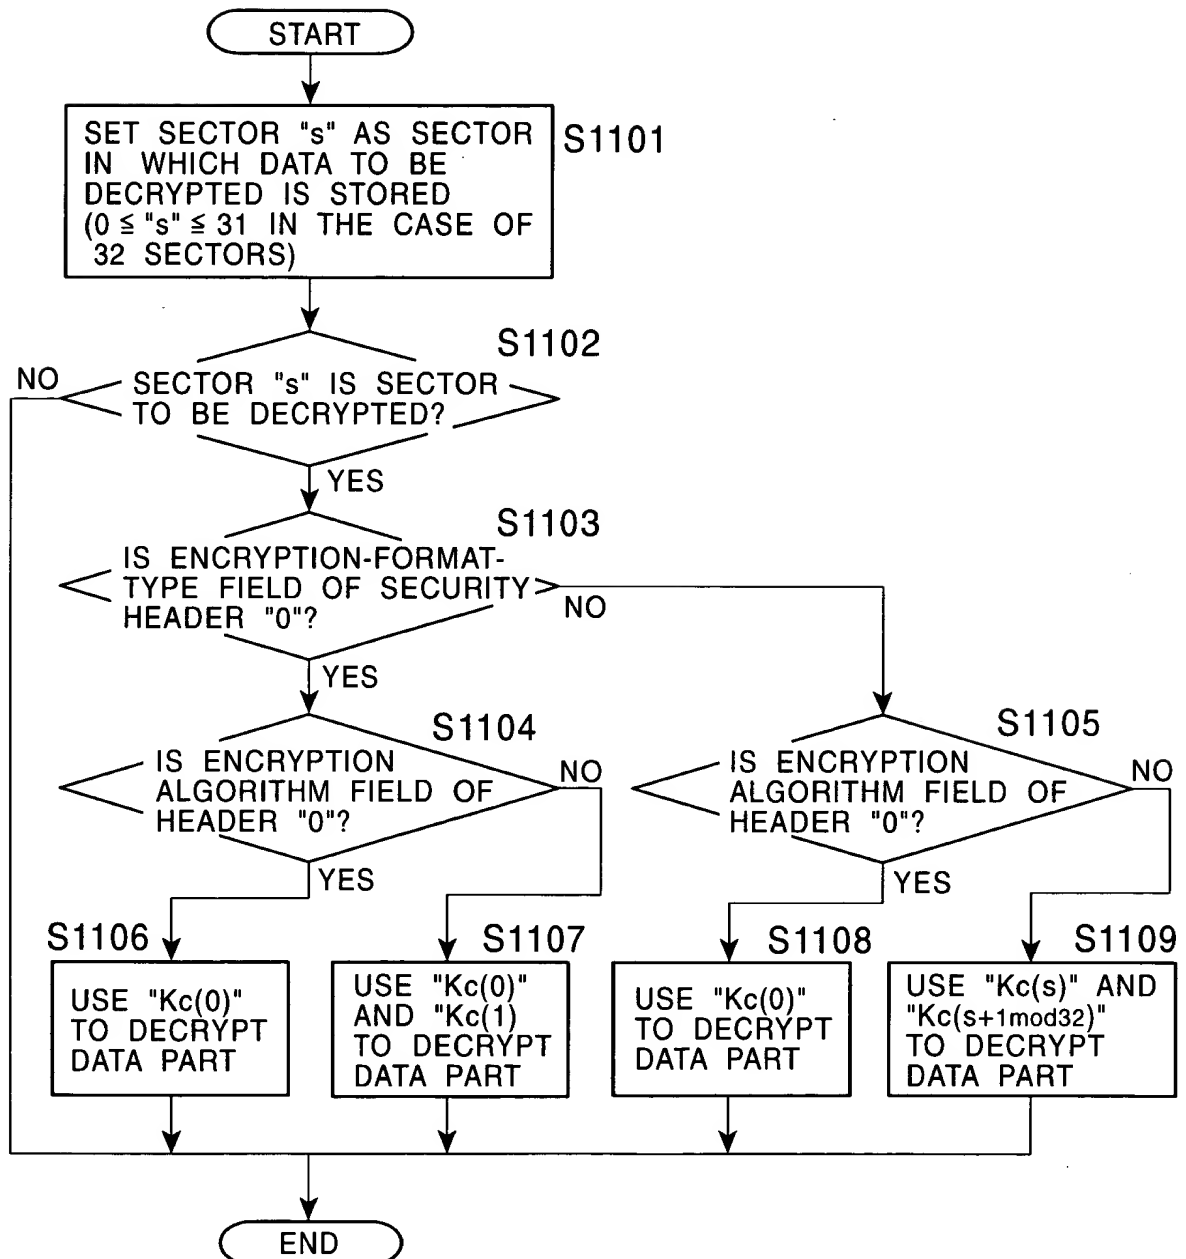 START
SET SECTOR "s" AS SECTOR
IN WHICH DATA TO BE
DECRYPTED IS STORED
(0 ≦ "s" ≦ 31 IN THE CASE OF
32 SECTORS)
S1101
S1102
NO
SECTOR "s" IS SECTOR
TO BE DECRYPTED?
YES
S1103
IS ENCRYPTION-FORMAT-
TYPE FIELD OF SECURITY
HEADER "0"?
NO
YES
S1104
IS ENCRYPTION
ALGORITHM FIELD OF
HEADER "0"?
NO
YES
S1105
IS ENCRYPTION
ALGORITHM FIELD OF
HEADER "0"?
NO
YES
S1106
USE "Kc(0)"
TO DECRYPT
DATA PART
S1107
USE "Kc(0)"
AND "Kc(1)
TO DECRYPT
DATA PART
S1108
USE "Kc(0)"
TO DECRYPT
DATA PART
S1109
USE "Kc(s)" AND
"Kc(s+1mod32)"
TO DECRYPT
DATA PART
END